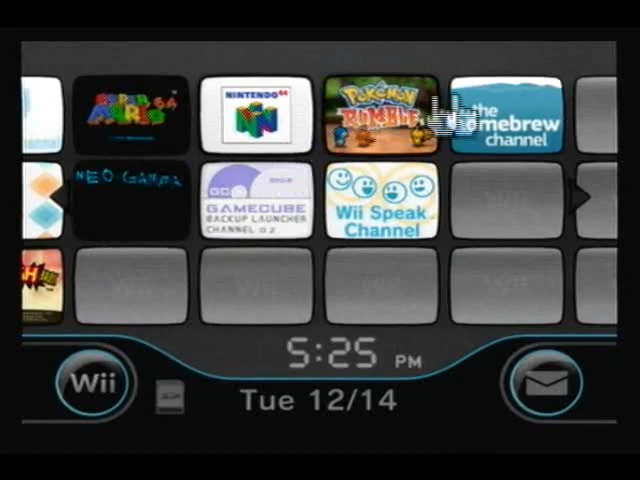 SUPER
MARIO 64
NINTENDO 64
POKéMON
RUMBLE
the
homebrew
channel
NEO GAMMA
GC
GAMECUBE
BACKUP LAUNCHER
CHANNEL 0.2
Wii Speak
Channel
5:25 PM
Wii
Tue 12/14